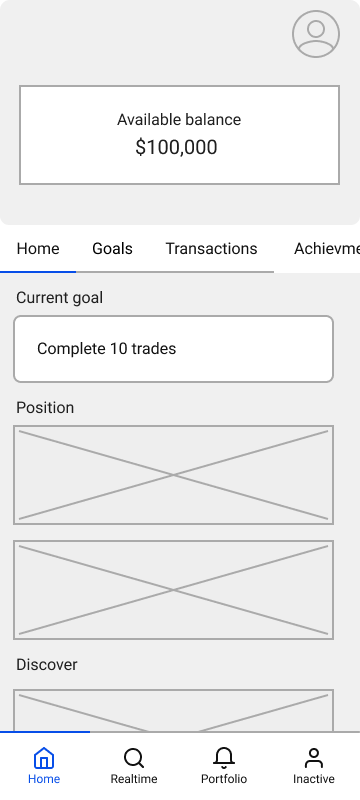 Available balance
$100,000
Home Goals Transactions Achievme
Current goal
Complete 10 trades
Position
Discover
Home Realtime Portfolio Inactive